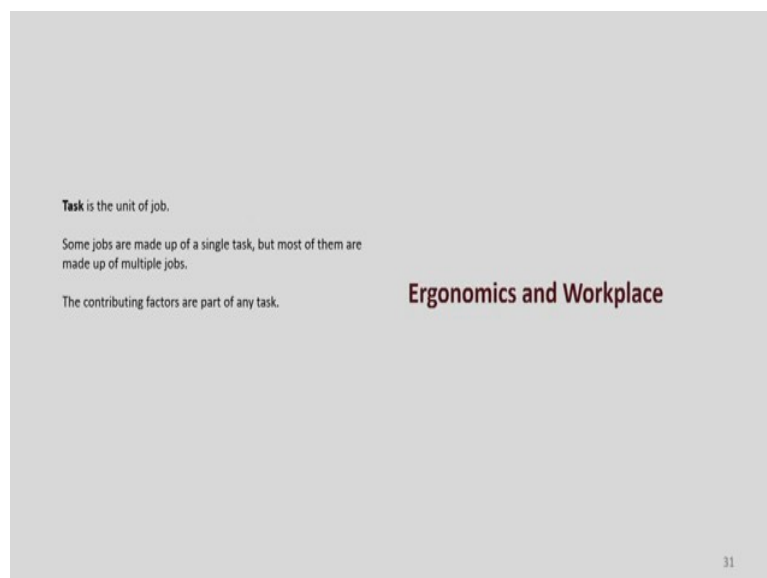 Task is the unit of job.
Some jobs are made up of a single task, but most of them are
made up of multiple jobs.
The contributing factors are part of any task.
Ergonomics and Workplace
31